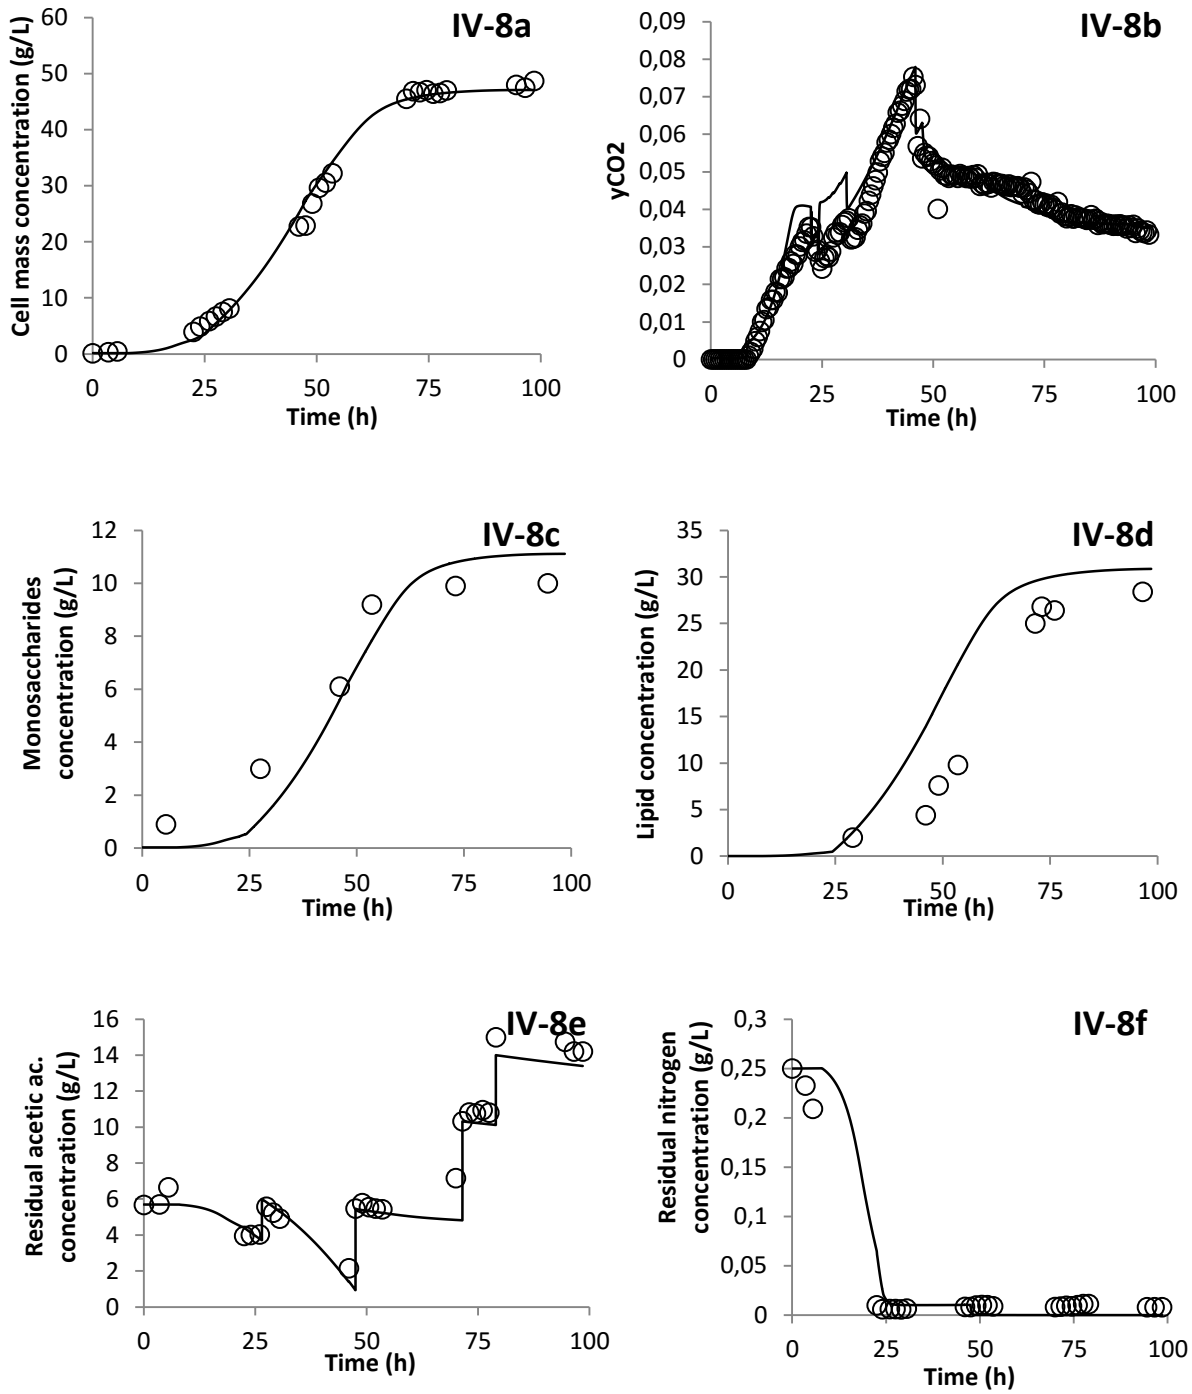 IV-8a
Cell mass concentration (g/L)
60
50
40
30
20
10
0
0 25 50 75 100
Time (h)
IV-8b
yCO2
0,09
0,08
0,07
0,06
0,05
0,04
0,03
0,02
0,01
0
0 25 50 75 100
Time (h)
IV-8c
Monosaccharides
concentration (g/L)
12
10
8
6
4
2
0
0 25 50 75 100
Time (h)
IV-8d
Lipid concentration (g/L)
35
30
25
20
15
10
5
0
0 25 50 75 100
Time (h)
IV-8e
Residual acetic ac.
concentration (g/L)
16
14
12
10
8
6
4
2
0
0 25 50 75 100
Time (h)
IV-8f
Residual nitrogen
concentration (g/L)
0,3
0,25
0,2
0,15
0,1
0,05
0
0 25 50 75 100
Time (h)